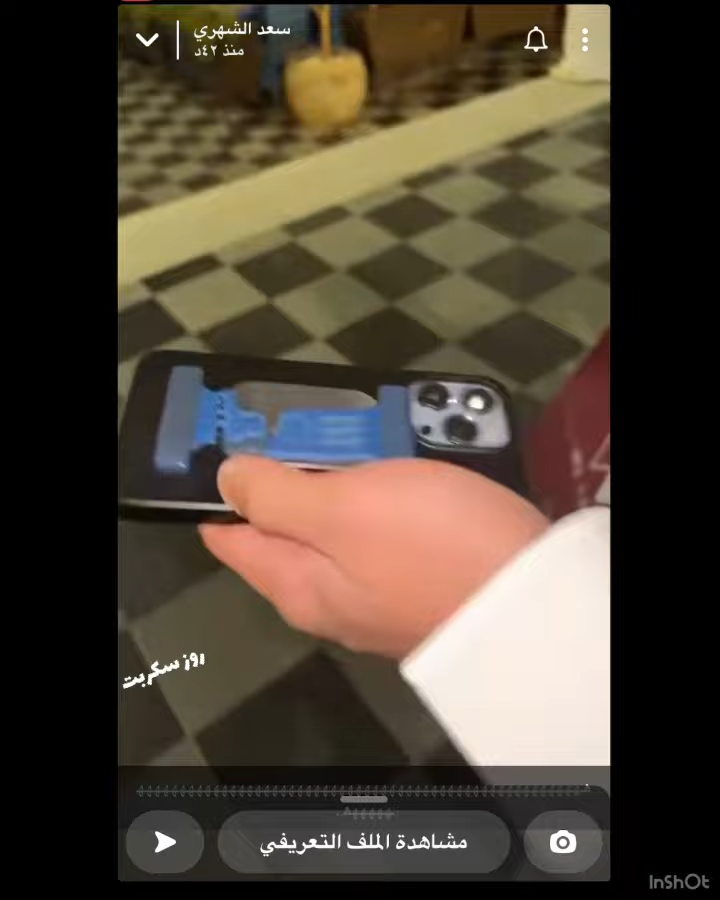 سعد الشهري
منذ ٤٢د
روز سكربت
مشاهدة الملف التعريفي
InShOt